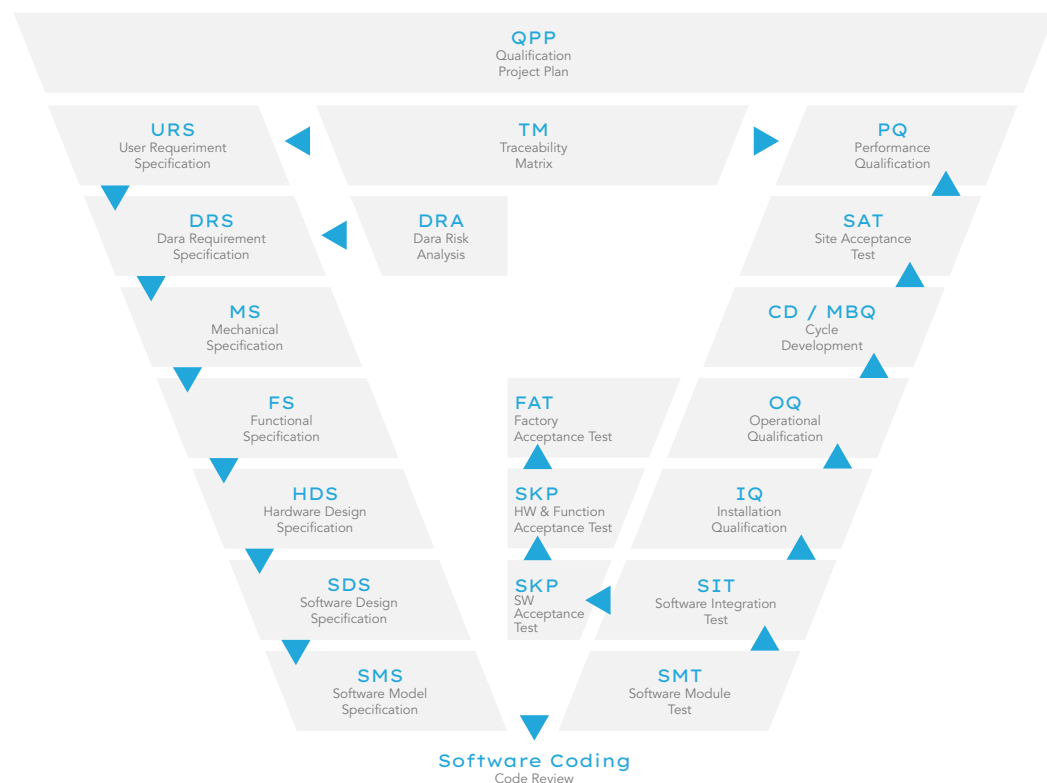 QPP
Qualification
Project Plan
URS
User Requeriment
Specification
TM
Traceability
Matrix
PQ
Performance
Qualification
DRS
Dara Requirement
Specification
DRA
Dara Risk
Analysis
SAT
Site Acceptance
Test
MS
Mechanical
Specification
CD / MBQ
Cycle
Development
FS
Functional
Specification
FAT
Factory
Acceptance Test
OQ
Operational
Qualification
HDS
Hardware Design
Specification
SKP
HW & Function
Acceptance Test
IQ
Installation
Qualification
SDS
Software Design
Specification
SKP
SW
Acceptance
Test
SIT
Software Integration
Test
SMS
Software Model
Specification
SMT
Software Module
Test
Software Coding
Code Review